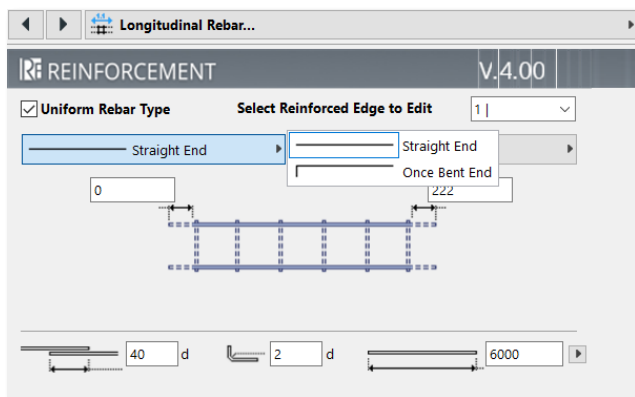 Longitudinal Rebar...
REINFORCEMENT V.4.00
Uniform Rebar Type Select Reinforced Edge to Edit 1 |
Straight End Straight End
Once Bent End
0 222
40 d 2 d 6000